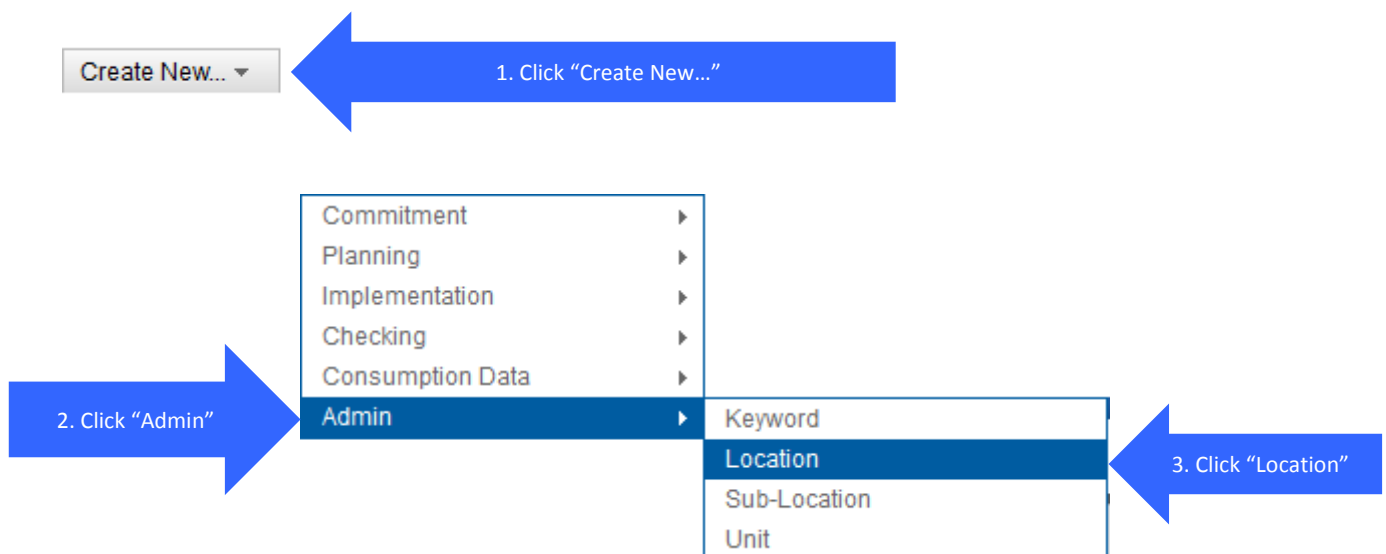 Create New...
1. Click “Create New…”
Commitment
Planning
Implementation
Checking
Consumption Data
2. Click “Admin”
Admin
Keyword
Location
3. Click “Location”
Sub-Location
Unit